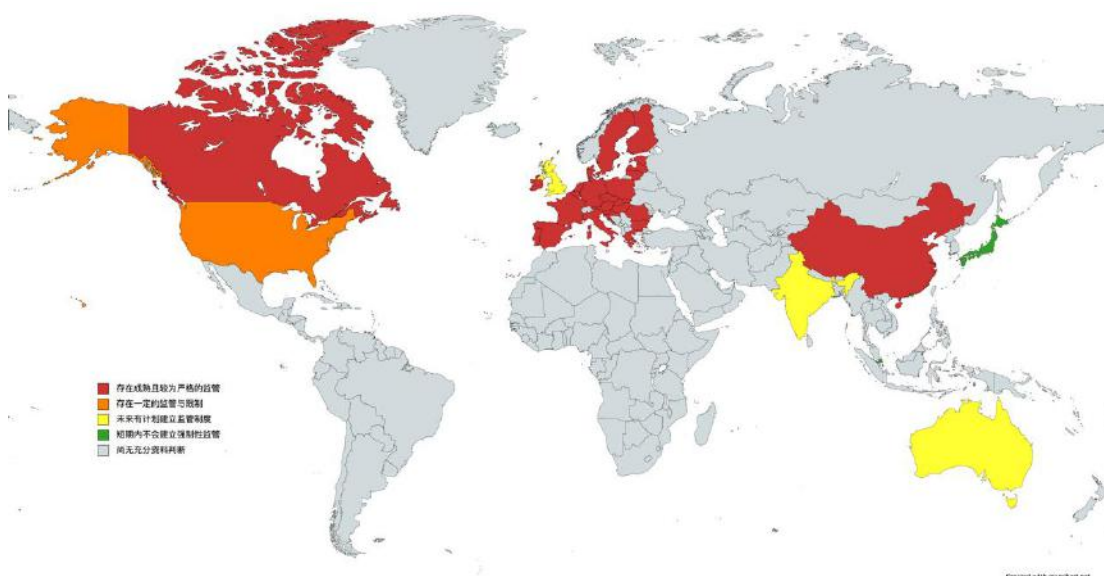 存在成熟且较为严格的监管
存在一定的监管与限制
未来有计划建立监管制度
短期内不会建立强制性监管
尚无充分资料判断